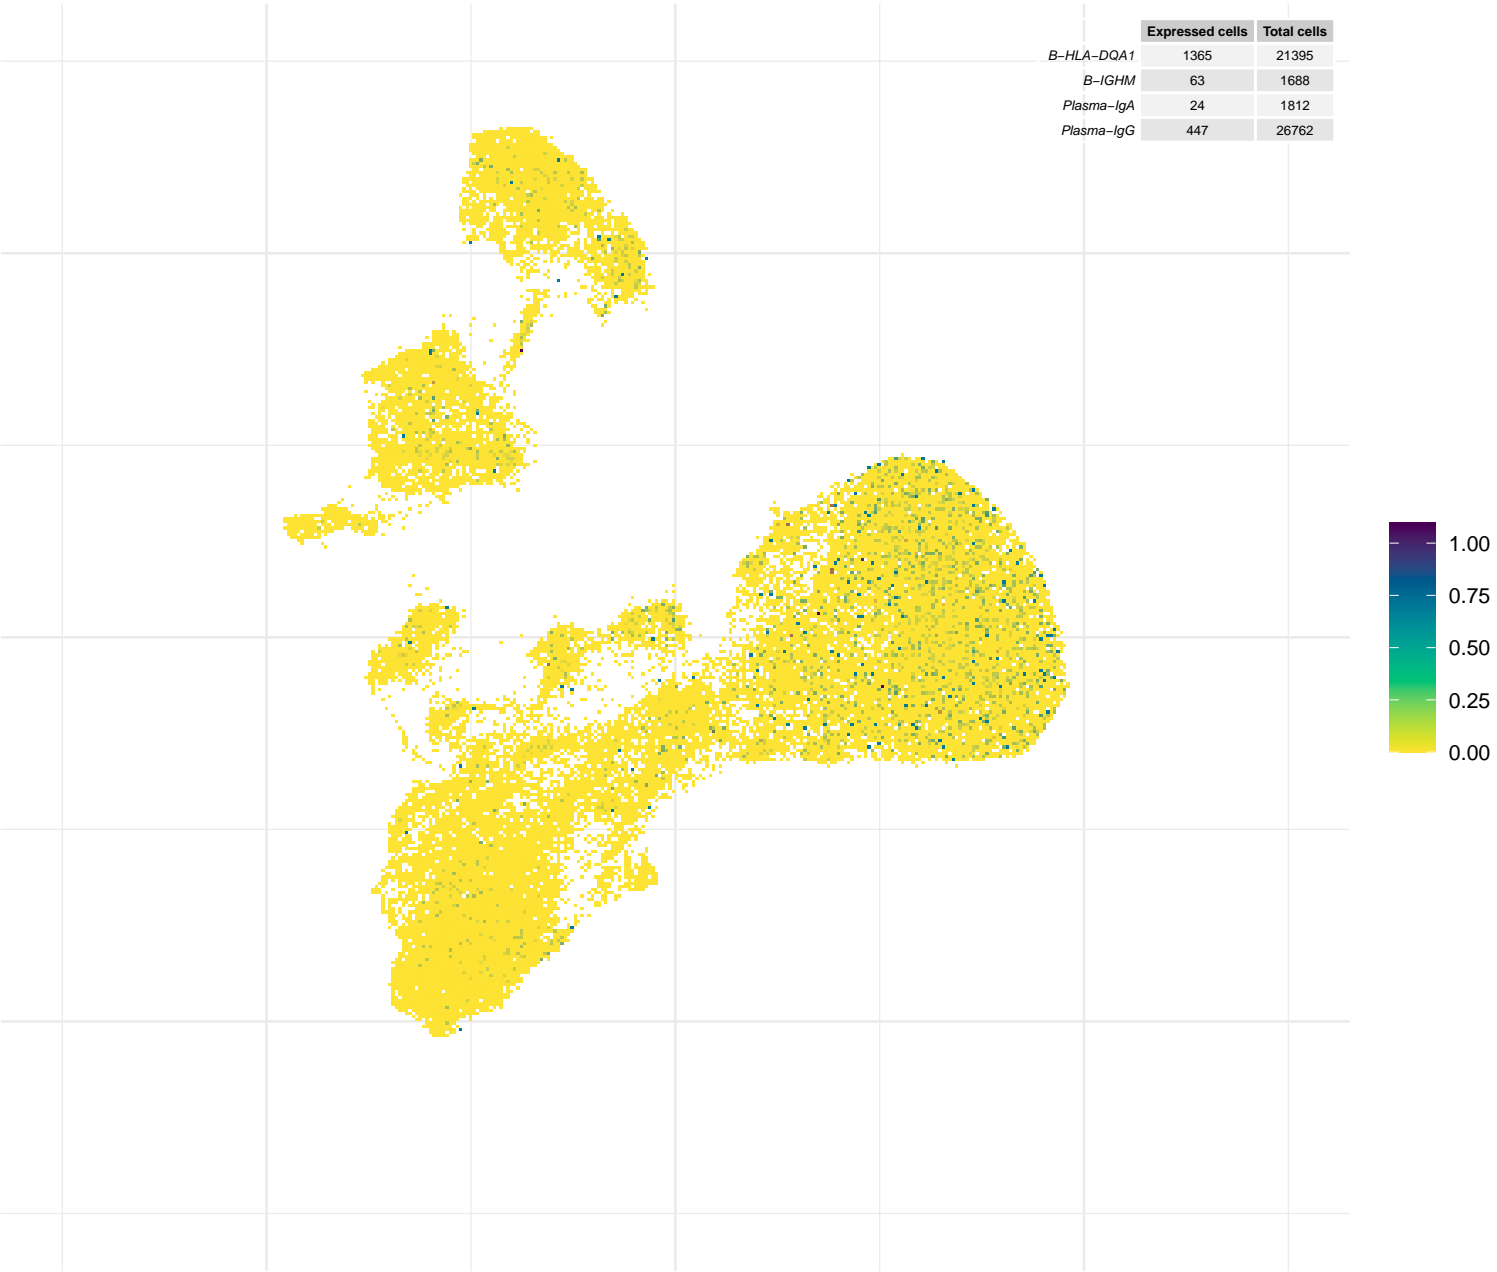 Expressed cells Total cells
B−HLA−DQA1 1365 21395
B−IGHM 63 1688
Plasma−IgA 24 1812
Plasma−IgG 447 26762
1.00
0.75
0.50
0.25
0.00